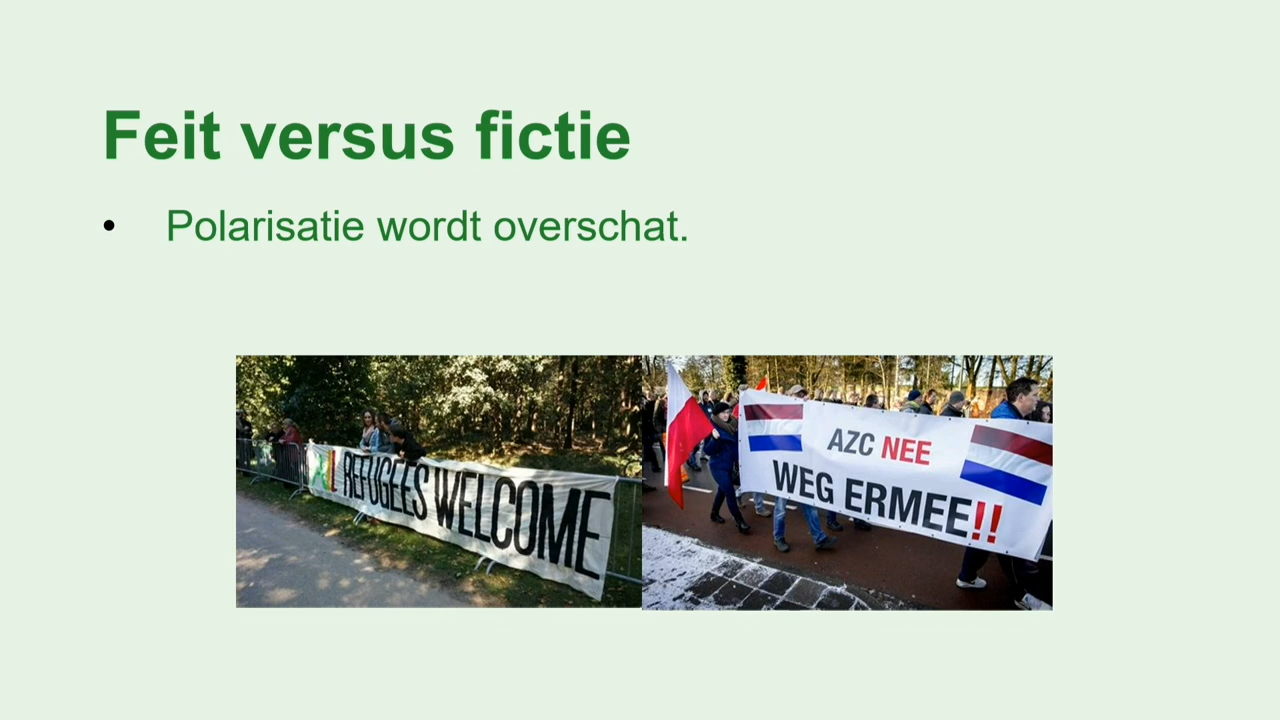 Feit versus fictie
• Polarisatie wordt overschat.
REFUGEES WELCOME
AZC NEE
WEG ERMEE!!